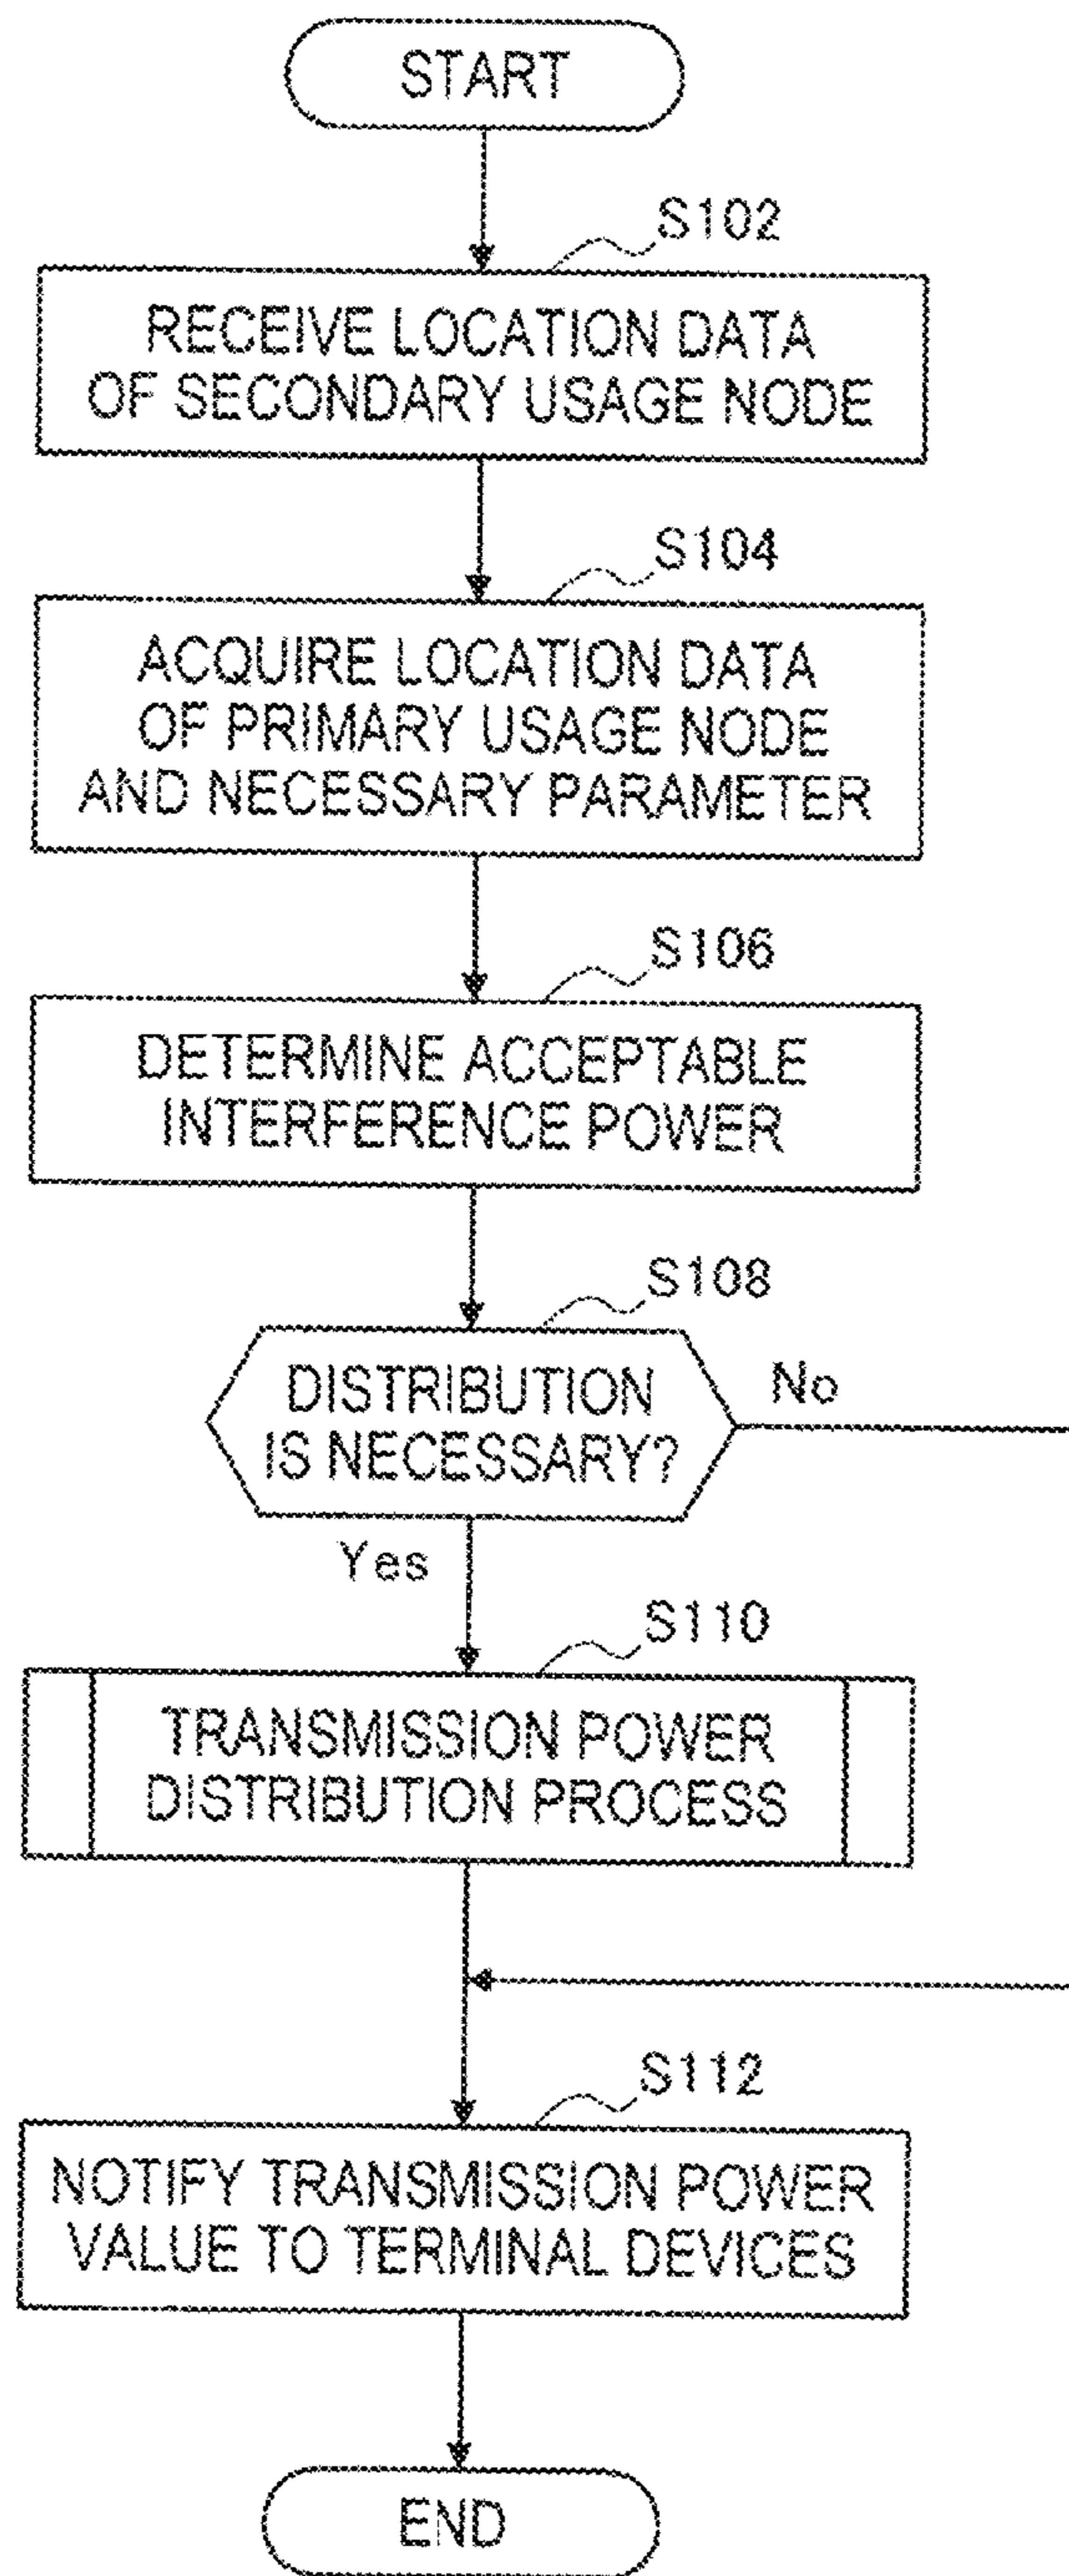 START
S102
RECEIVE LOCATION DATA
OF SECONDARY USAGE NODE
S104
ACQUIRE LOCATION DATA
OF PRIMARY USAGE NODE
AND NECESSARY PARAMETER
S106
DETERMINE ACCEPTABLE
INTERFERENCE POWER
S108
DISTRIBUTION
IS NECESSARY?
No
Yes
S110
TRANSMISSION POWER
DISTRIBUTION PROCESS
S112
NOTIFY TRANSMISSION POWER
VALUE TO TERMINAL DEVICES
END